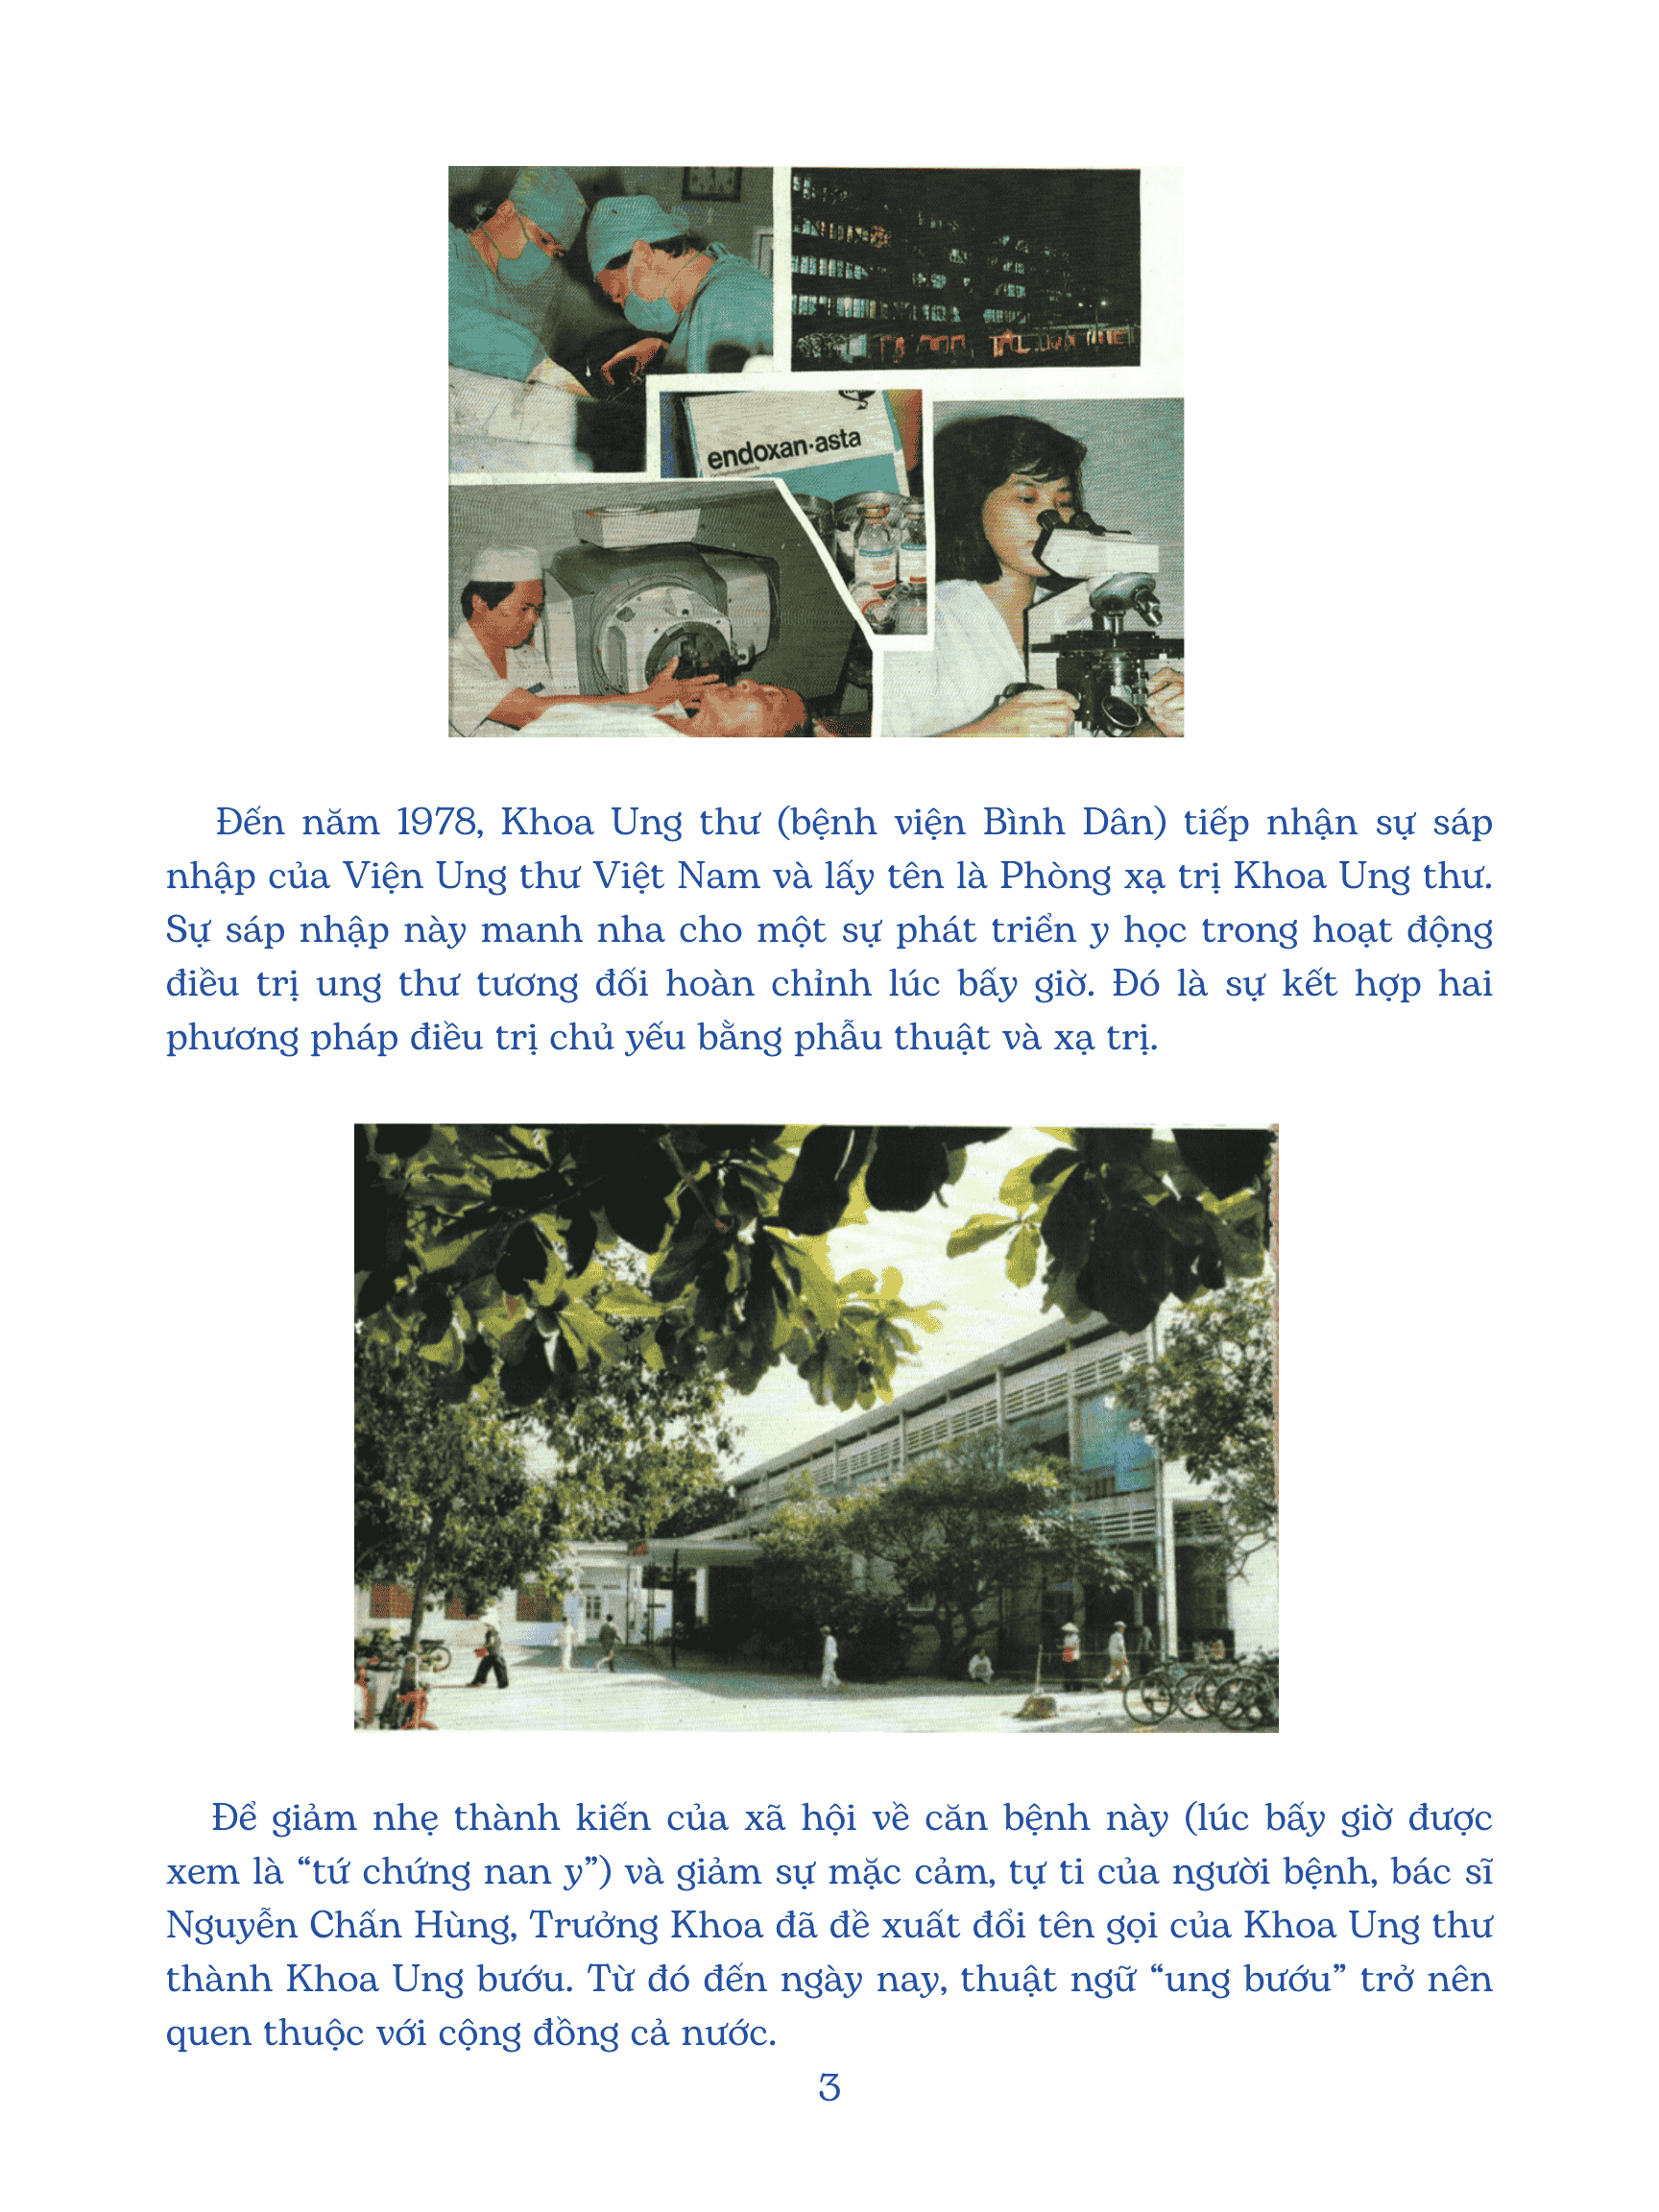 endoxan·asta
Đến năm 1978, Khoa Ung thư (bệnh viện Bình Dân) tiếp nhận sự sáp
nhập của Viện Ung thư Việt Nam và lấy tên là Phòng xạ trị Khoa Ung thư.
Sự sáp nhập này manh nha cho một sự phát triển y học trong hoạt động
điều trị ung thư tương đối hoàn chỉnh lúc bấy giờ. Đó là sự kết hợp hai
phương pháp điều trị chủ yếu bằng phẫu thuật và xạ trị.
Để giảm nhẹ thành kiến của xã hội về căn bệnh này (lúc bấy giờ được
xem là “tứ chứng nan y”) và giảm sự mặc cảm, tự ti của người bệnh, bác sĩ
Nguyễn Chấn Hùng, Trưởng Khoa đã đề xuất đổi tên gọi của Khoa Ung thư
thành Khoa Ung bướu. Từ đó đến ngày nay, thuật ngữ “ung bướu” trở nên
quen thuộc với cộng đồng cả nước.
3